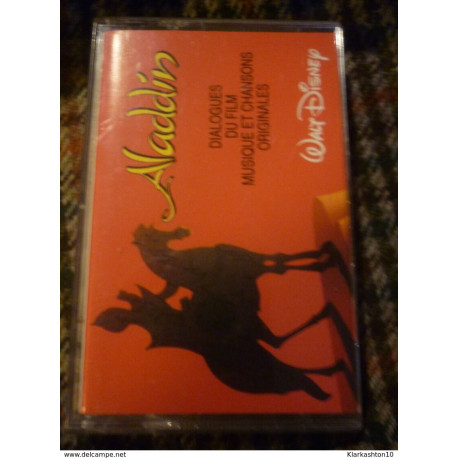 Aladdin
DIALOGUES
DU FILM
MUSIQUE ET CHANSONS
ORIGINALES
WALT DISNEY
www.delcampe.net
Klarkashton10